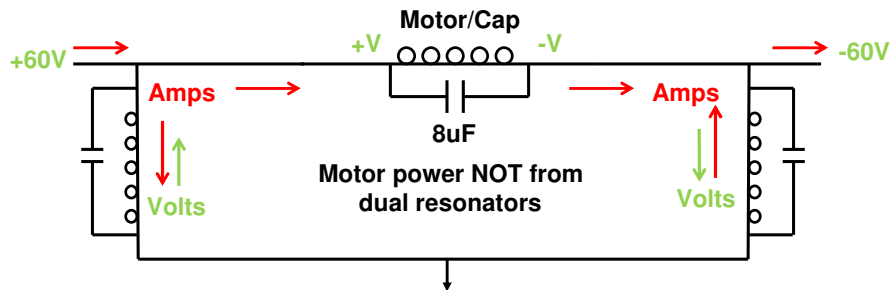 Motor/Cap
+60V
+V
-V
-60V
Amps
Amps
8uF
Motor power NOT from
dual resonators
Volts
Volts